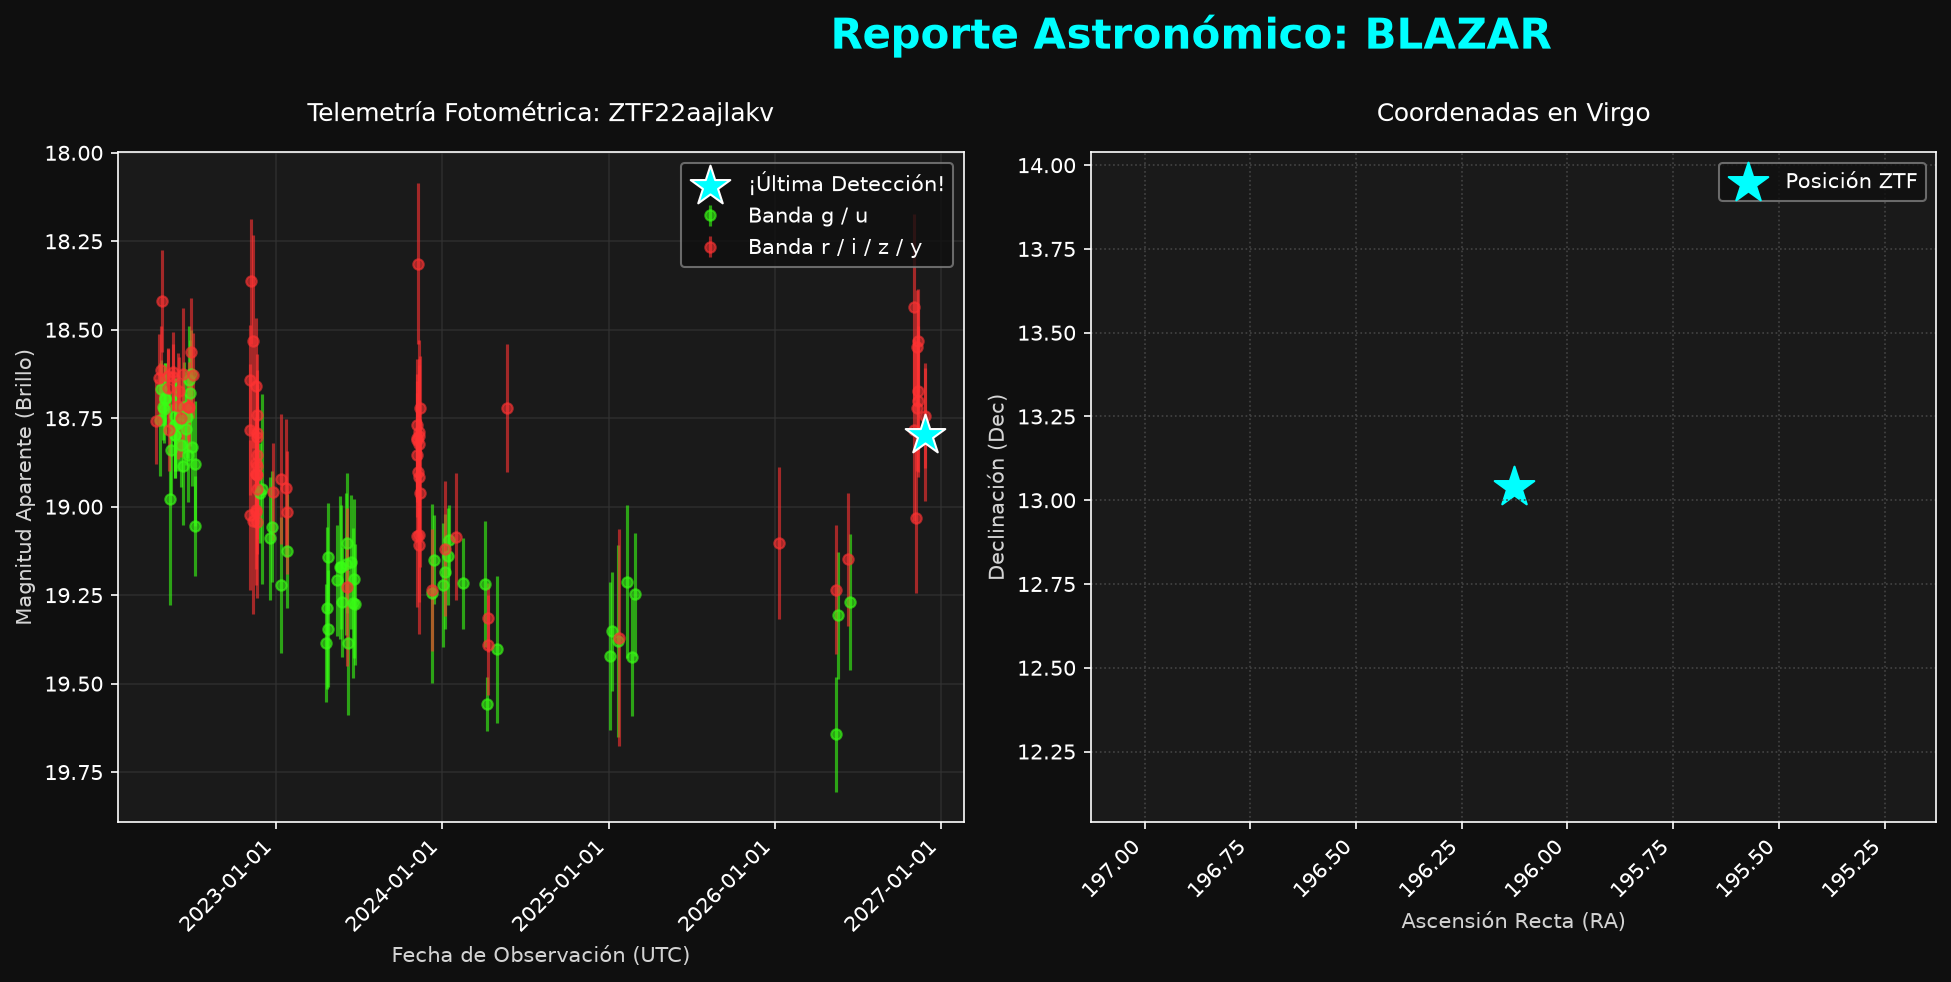 Reporte Astronómico: BLAZAR
Telemetría Fotométrica: ZTF22aajlakv
Magnitud Aparente (Brillo)
18.00
18.25
18.50
18.75
19.00
19.25
19.50
19.75
¡Última Detección!
Banda g / u
Banda r / i / z / y
2023-01-01
2024-01-01
2025-01-01
2026-01-01
2027-01-01
Fecha de Observación (UTC)
Coordenadas en Virgo
Declinación (Dec)
14.00
13.75
13.50
13.25
13.00
12.75
12.50
12.25
Posición ZTF
197.00
196.75
196.50
196.25
196.00
195.75
195.50
195.25
Ascensión Recta (RA)